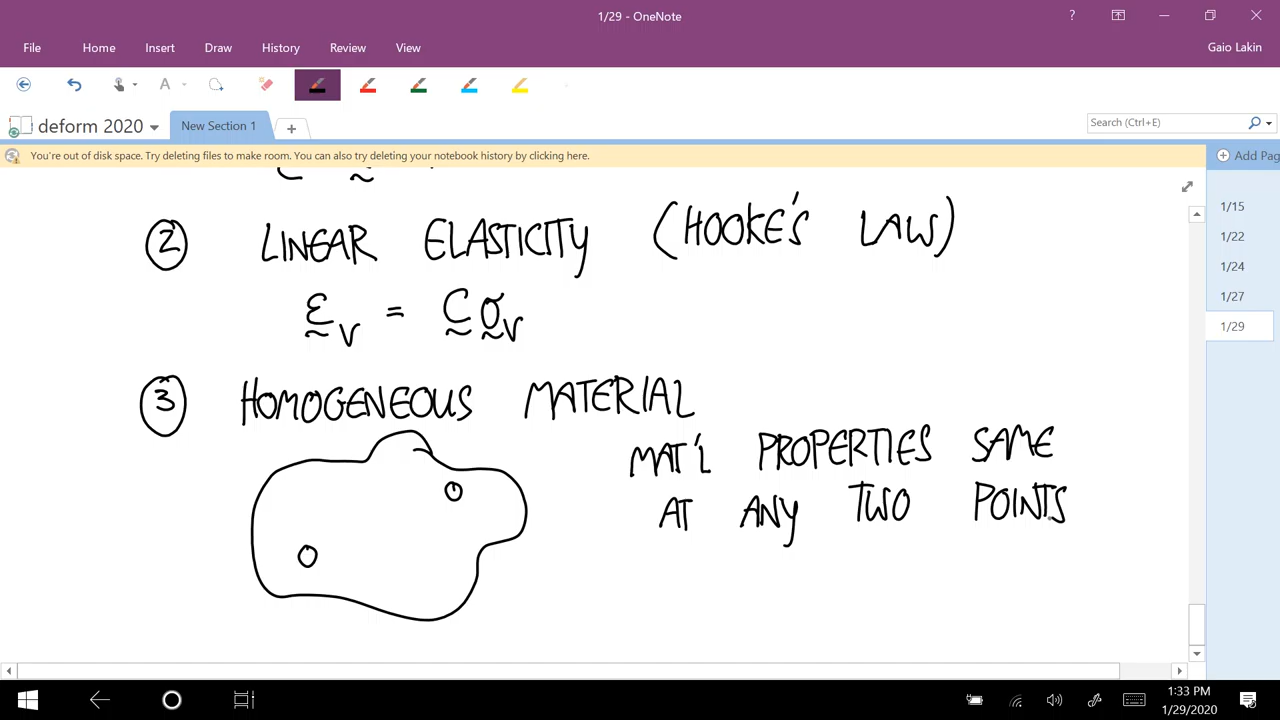 1/29 - OneNote
?
File Home Insert Draw History Review View Gaio Lakin
deform 2020 New Section 1 + Search (Ctrl+E)
You're out of disk space. Try deleting files to make room. You can also try deleting your notebook history by clicking here.
Add Pag
1/15
1/22
1/24
1/27
1/29
② LINEAR ELASTICITY (HOOKE'S LAW)
ε_v = C σ_v
③ HOMOGENEOUS MATERIAL
MAT'L PROPERTIES SAME
AT ANY TWO POINTS
1:33 PM
1/29/2020